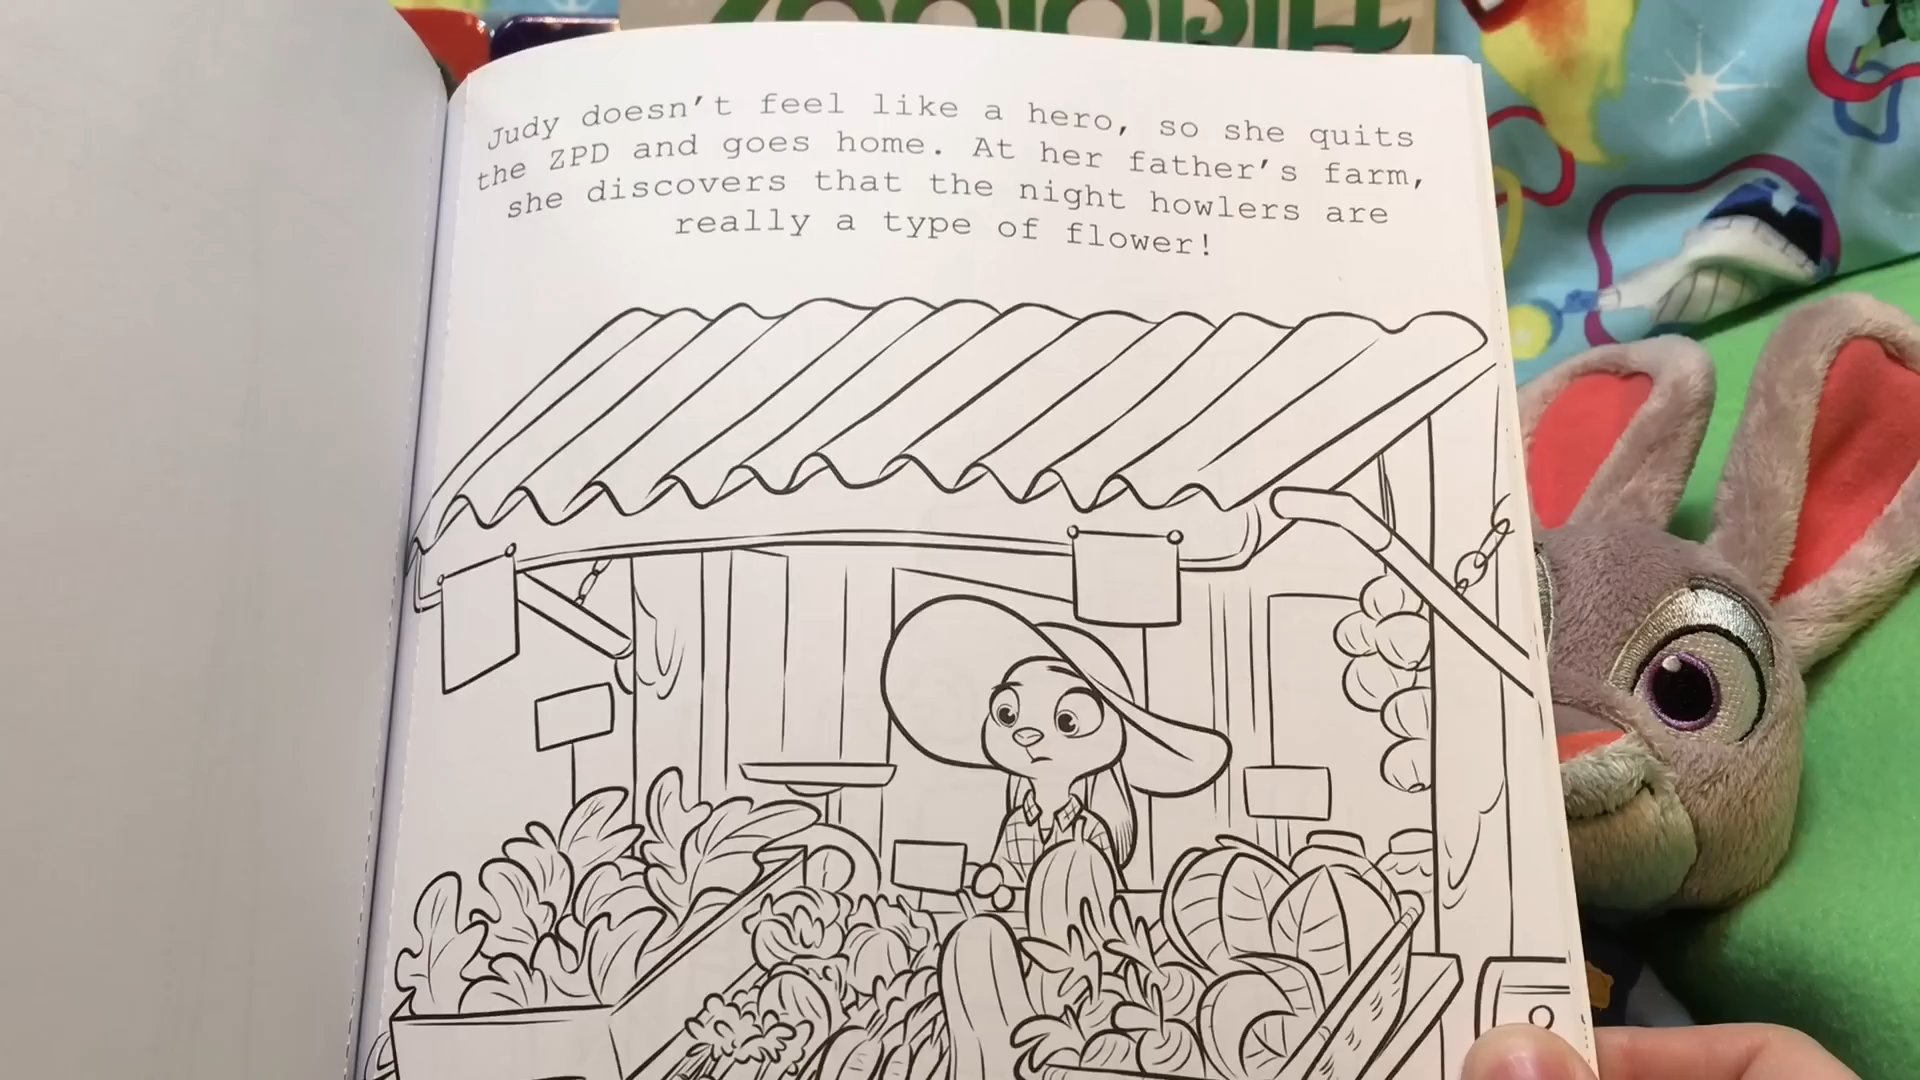 ZOOTOPIA
Judy doesn't feel like a hero, so she quits
the ZPD and goes home. At her father's farm,
she discovers that the night howlers are
really a type of flower!